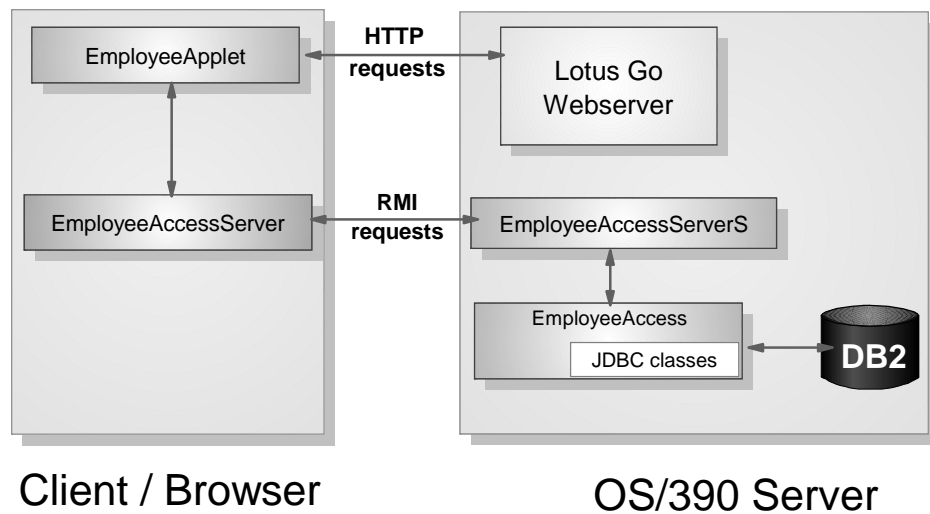 EmployeeApplet
HTTP
requests
Lotus Go
Webserver
EmployeeAccessServer
RMI
requests
EmployeeAccessServerS
EmployeeAccess
JDBC classes
DB2
Client / Browser
OS/390 Server